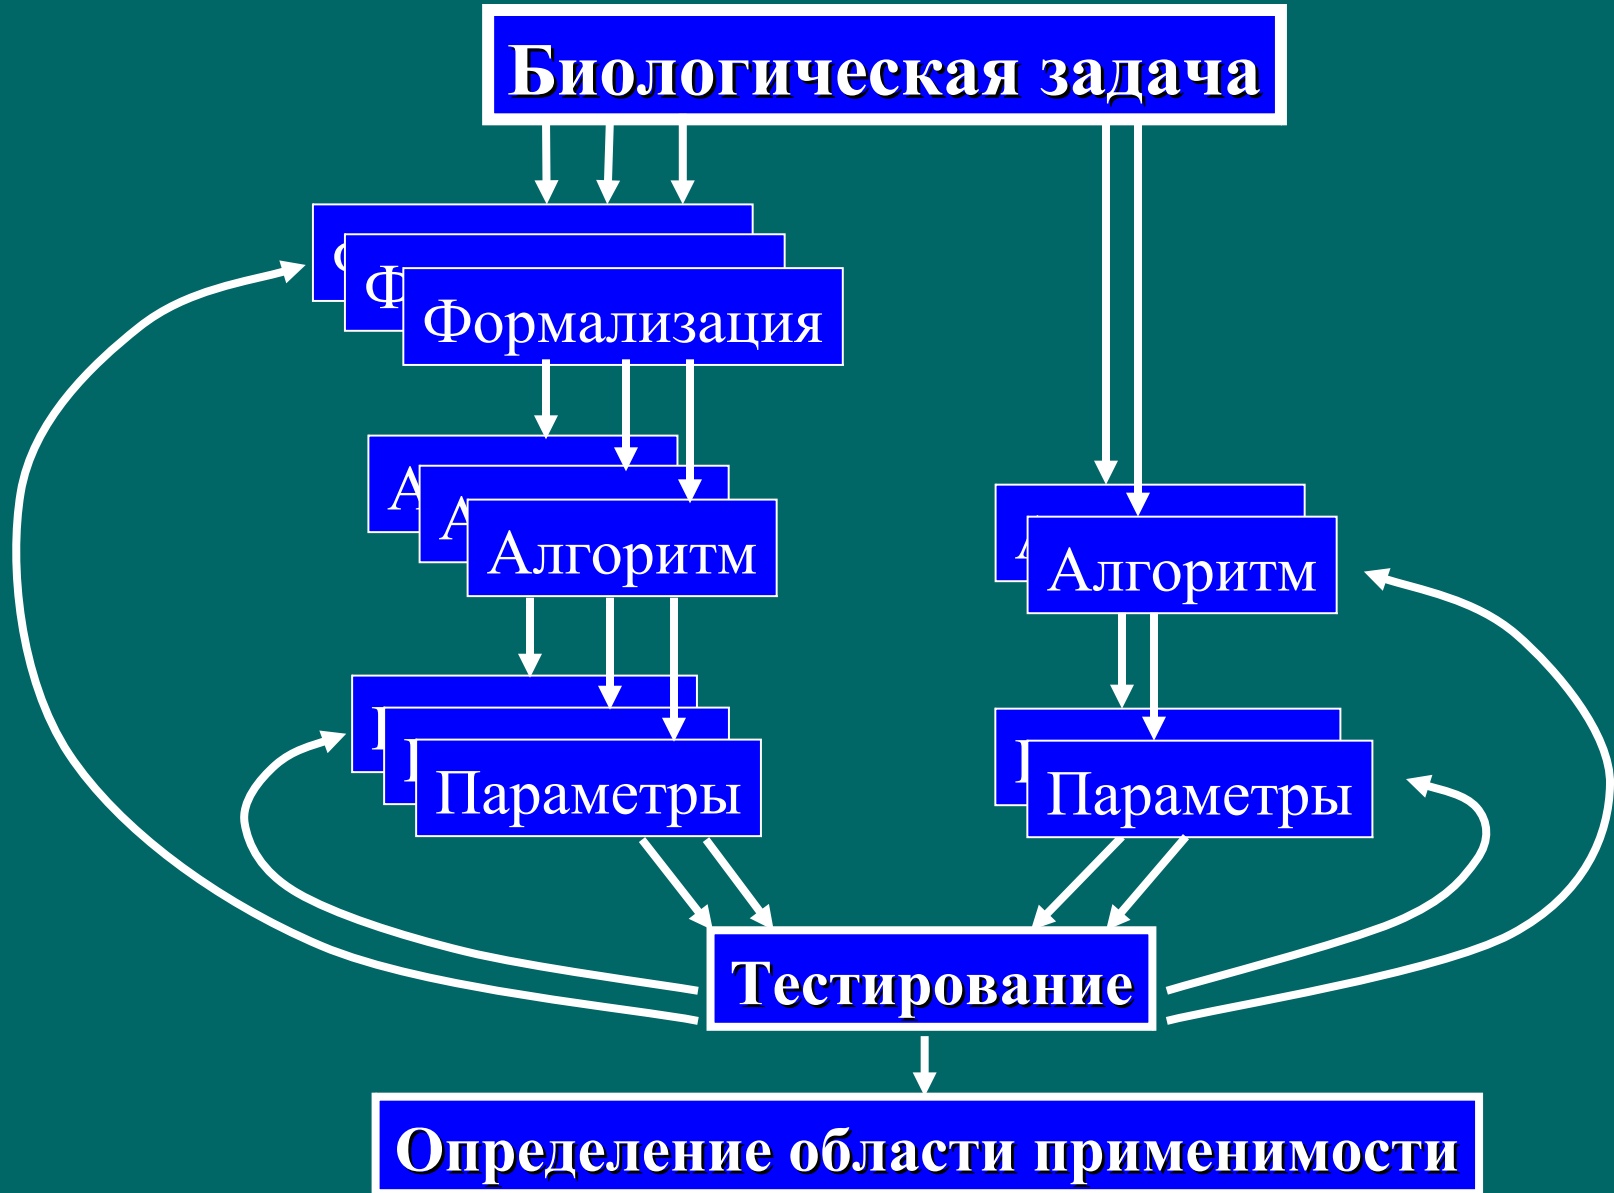 Биологическая задача
Ф
Ф
Формализация
А
А
Алгоритм
А
Алгоритм
Параметры
Параметры
Тестирование
Определение области применимости